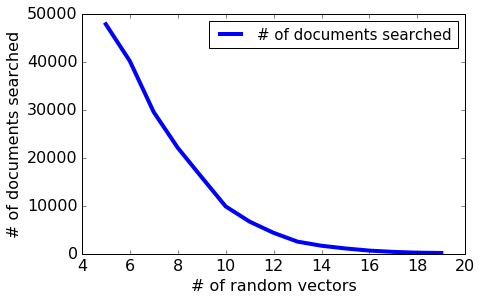 # of documents searched
50000
40000
30000
20000
10000
0
# of documents searched
4 6 8 10 12 14 16 18 20
# of random vectors